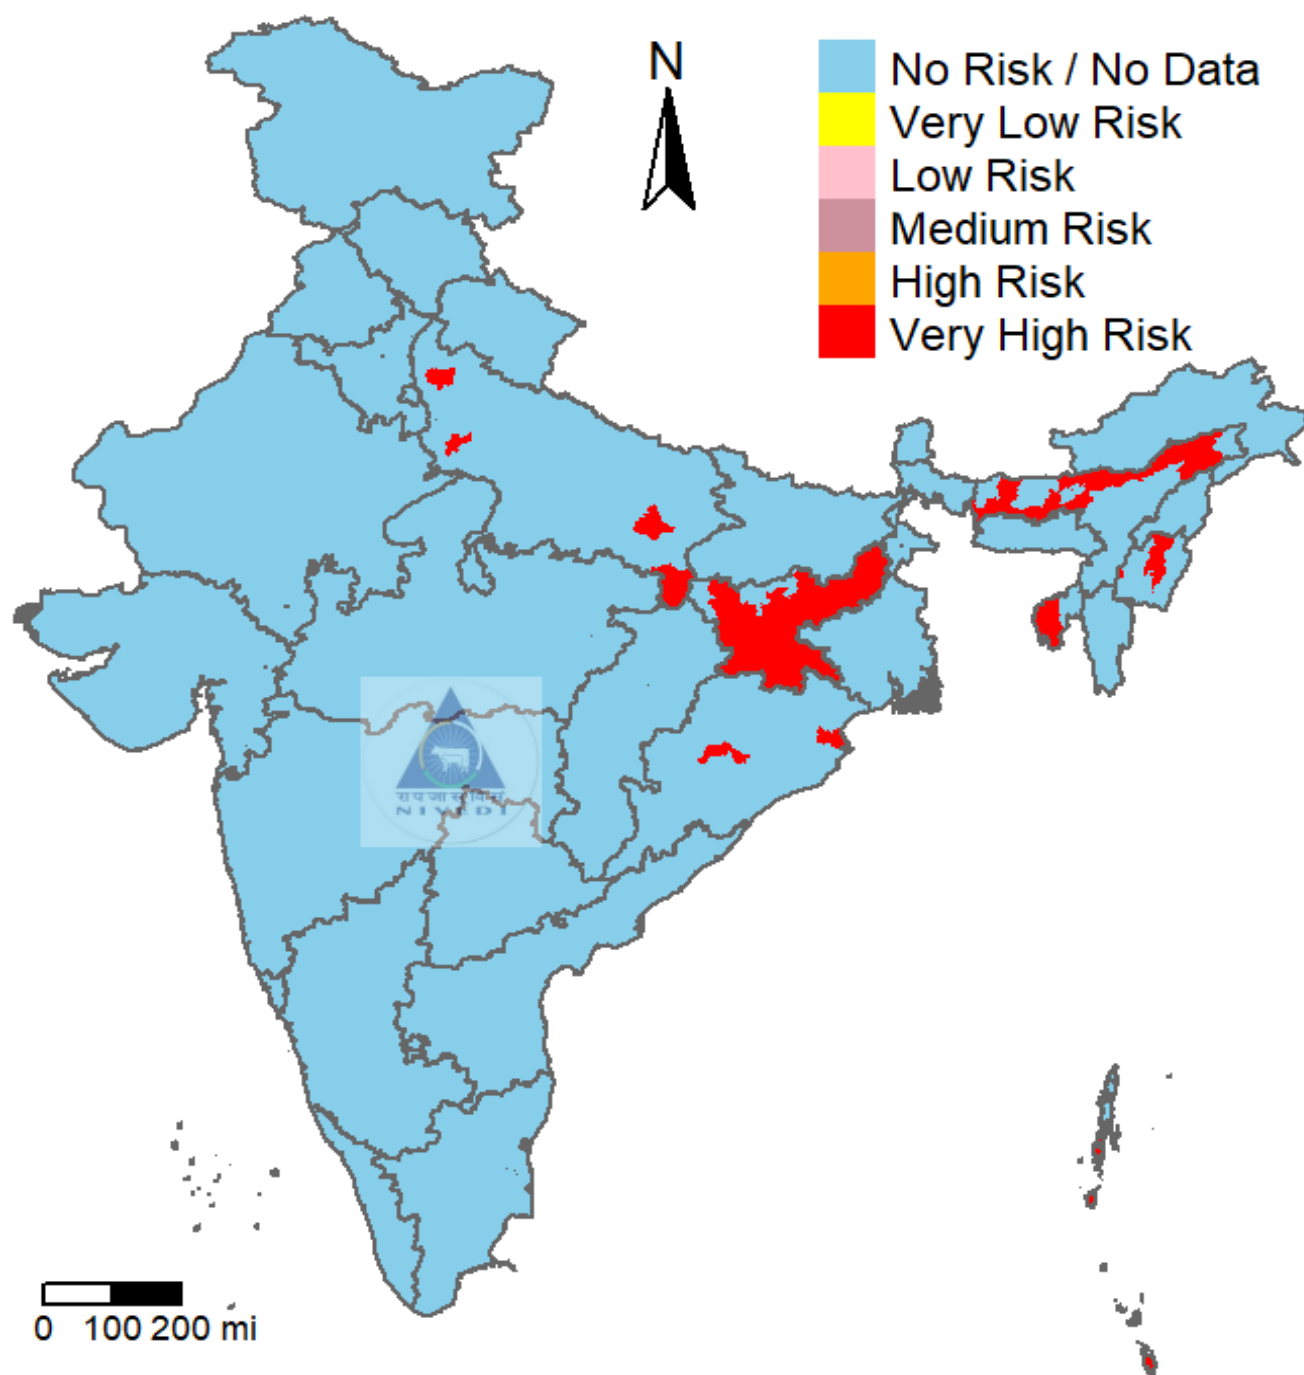 N
No Risk / No Data
Very Low Risk
Low Risk
Medium Risk
High Risk
Very High Risk
NIVEDI
0 100 200 mi